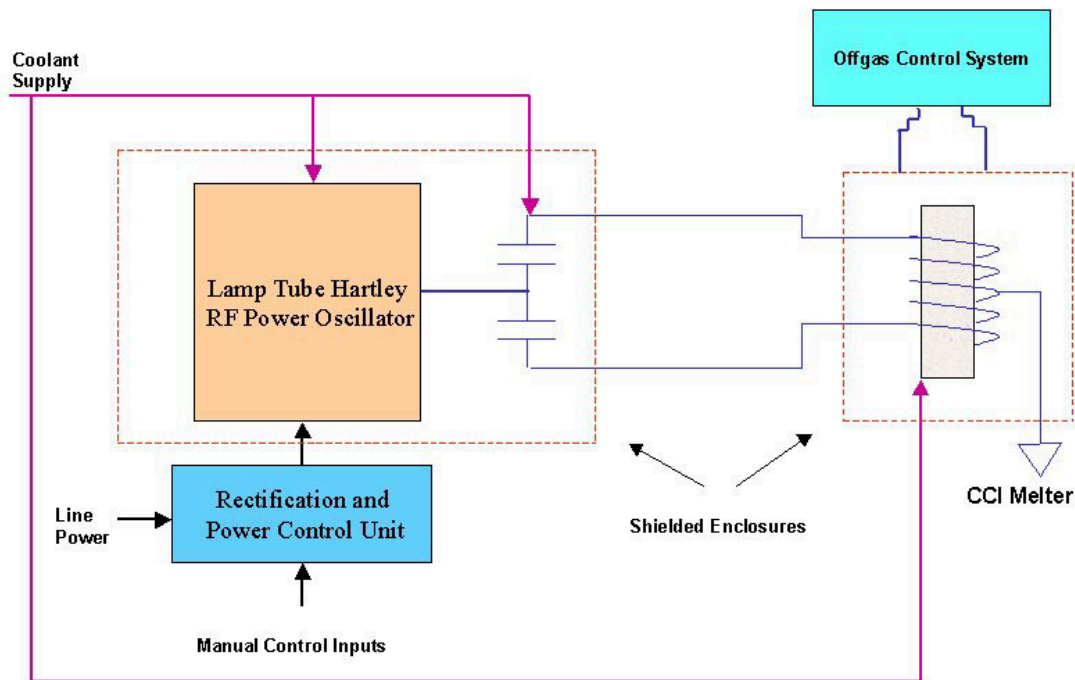 Coolant
Supply
Offgas Control System
Lamp Tube Hartley
RF Power Oscillator
Rectification and
Power Control Unit
Line
Power
Manual Control Inputs
Shielded Enclosures
CCI Melter